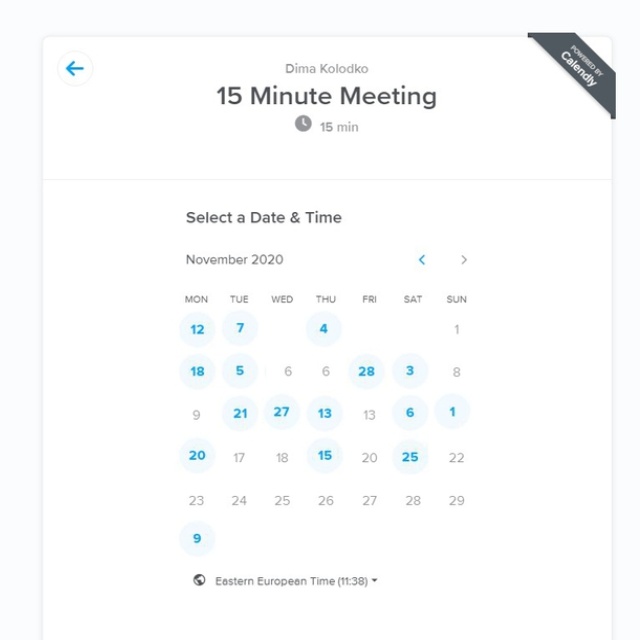 POWERED BY
Calendly
Dima Kolodko
15 Minute Meeting
15 min
Select a Date & Time
November 2020
MON TUE WED THU FRI SAT SUN
12 7 4 1
18 5 6 6 28 3 8
9 21 27 13 13 6 1
20 17 18 15 20 25 22
23 24 25 26 27 28 29
9
Eastern European Time (11:38)